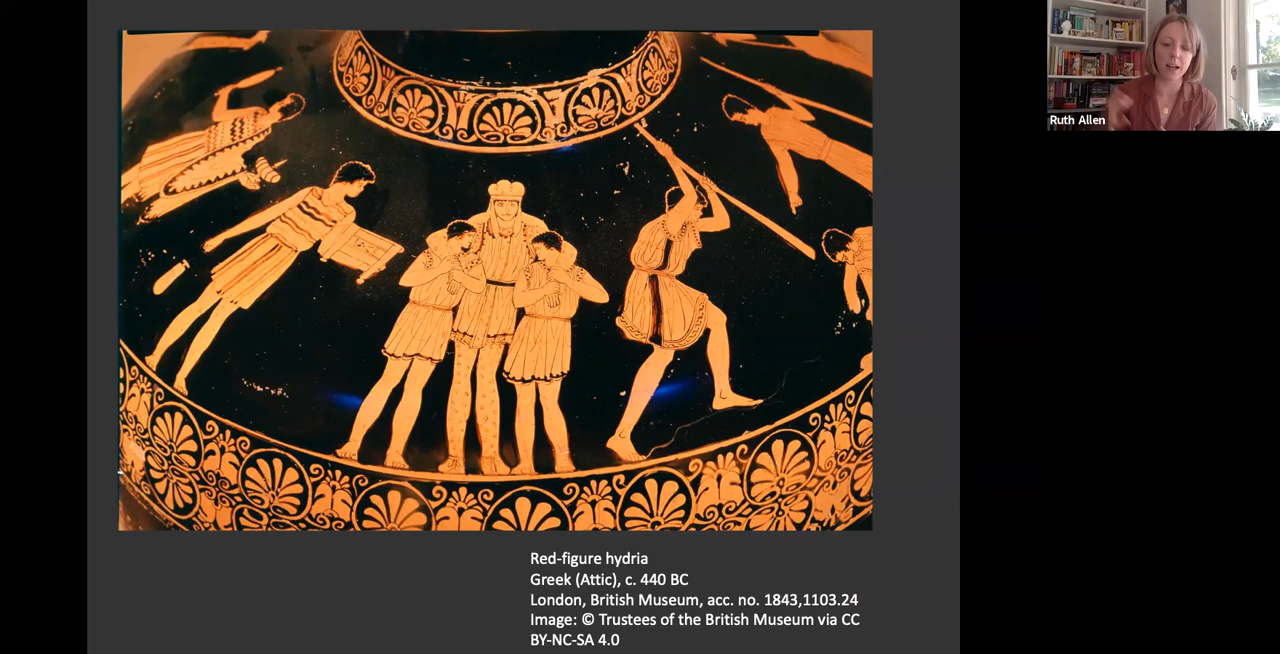 Ruth Allen
Red-figure hydria
Greek (Attic), c. 440 BC
London, British Museum, acc. no. 1843,1103.24
Image: © Trustees of the British Museum via CC
BY-NC-SA 4.0